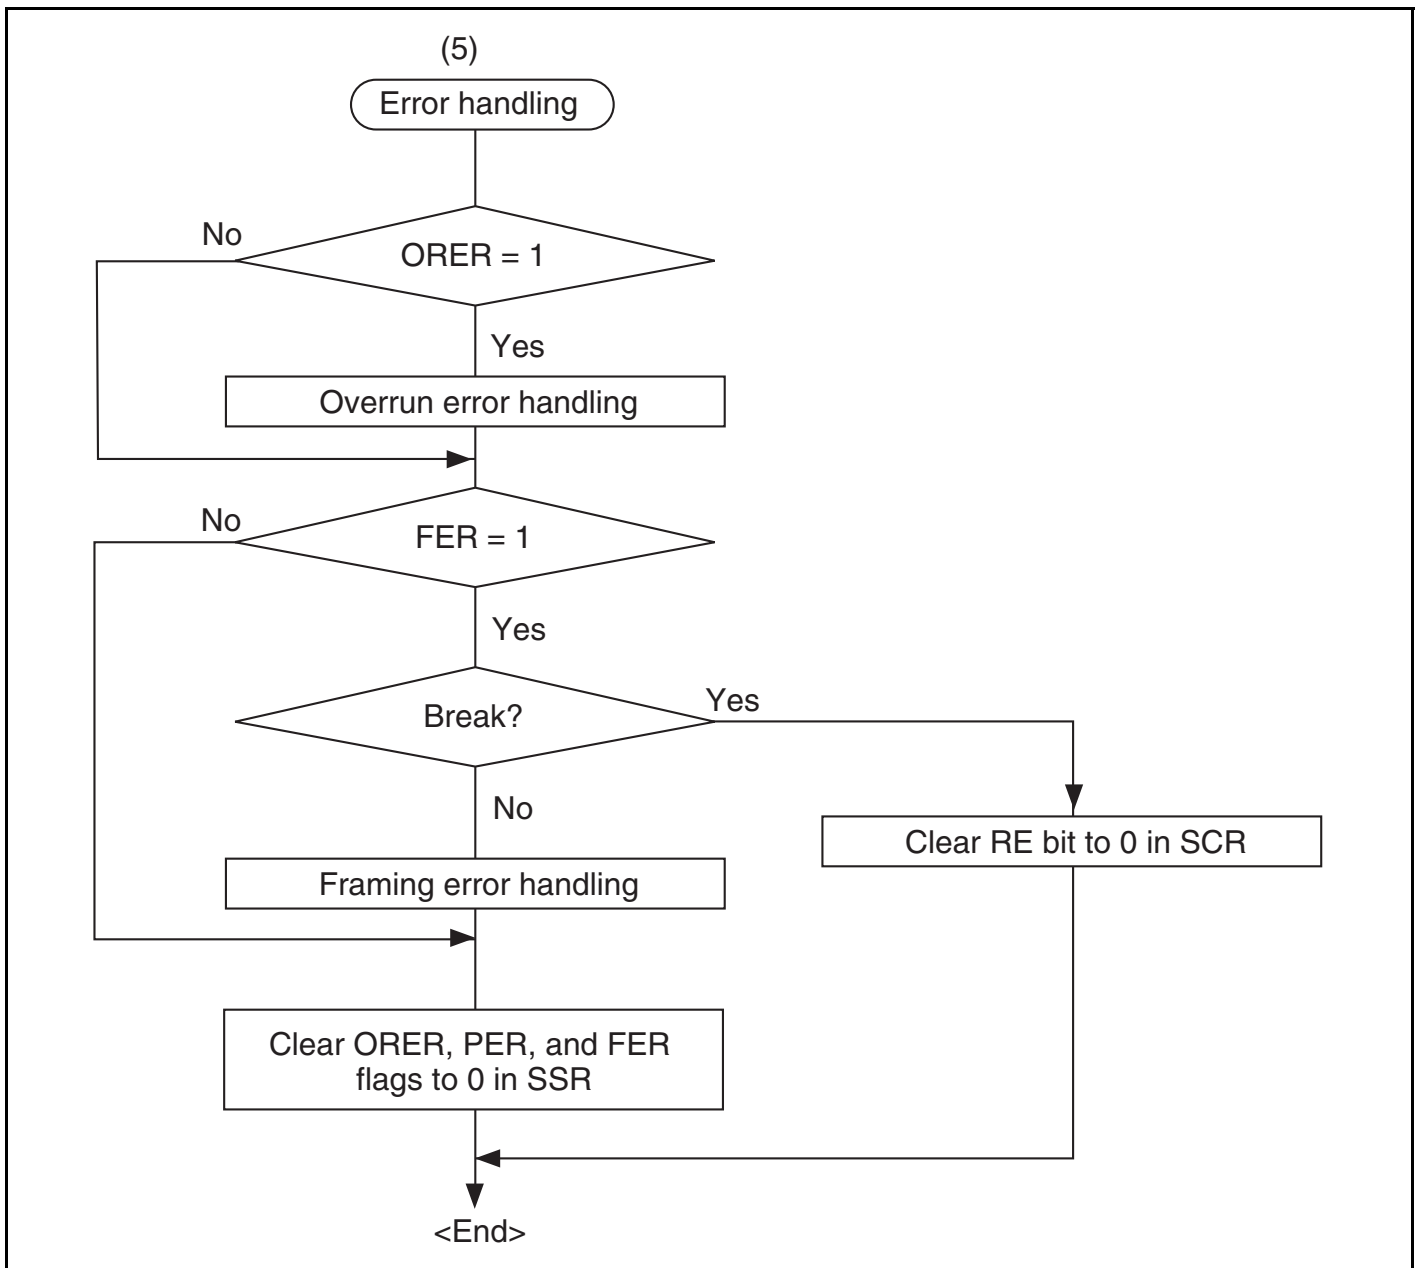 (5)
Error handling
No
ORER = 1
Yes
Overrun error handling
No
FER = 1
Yes
Break?
Yes
No
Clear RE bit to 0 in SCR
Framing error handling
Clear ORER, PER, and FER
flags to 0 in SSR
<End>